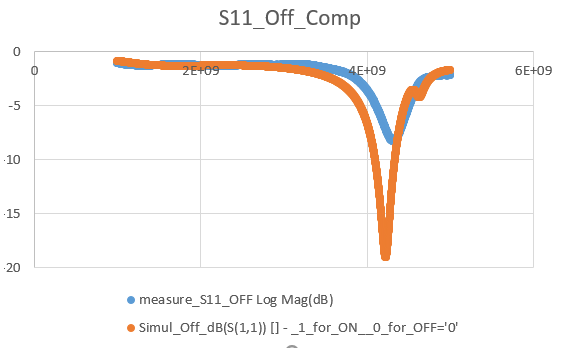 S11_Off_Comp
0
0 2E+09 4E+09 6E+09
-5
-10
-15
-20
measure_S11_OFF Log Mag(dB)
Simul_Off_dB(S(1,1)) [] - _1_for_ON__0_for_OFF='0'